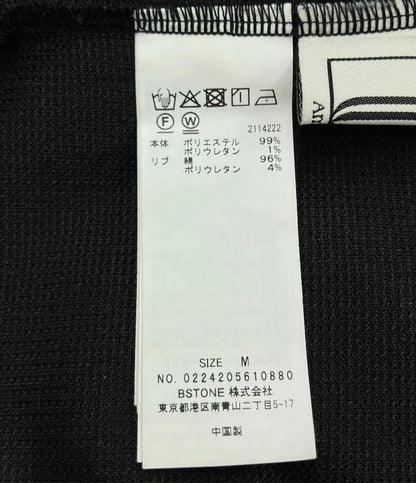 F W
2114222
本体 ポリエステル 99%
ポリウレタン 1%
リブ 綿 96%
ポリウレタン 4%
SIZE M
NO. 0224205610880
BSTONE 株式会社
東京都港区南青山二丁目5-17
中国製